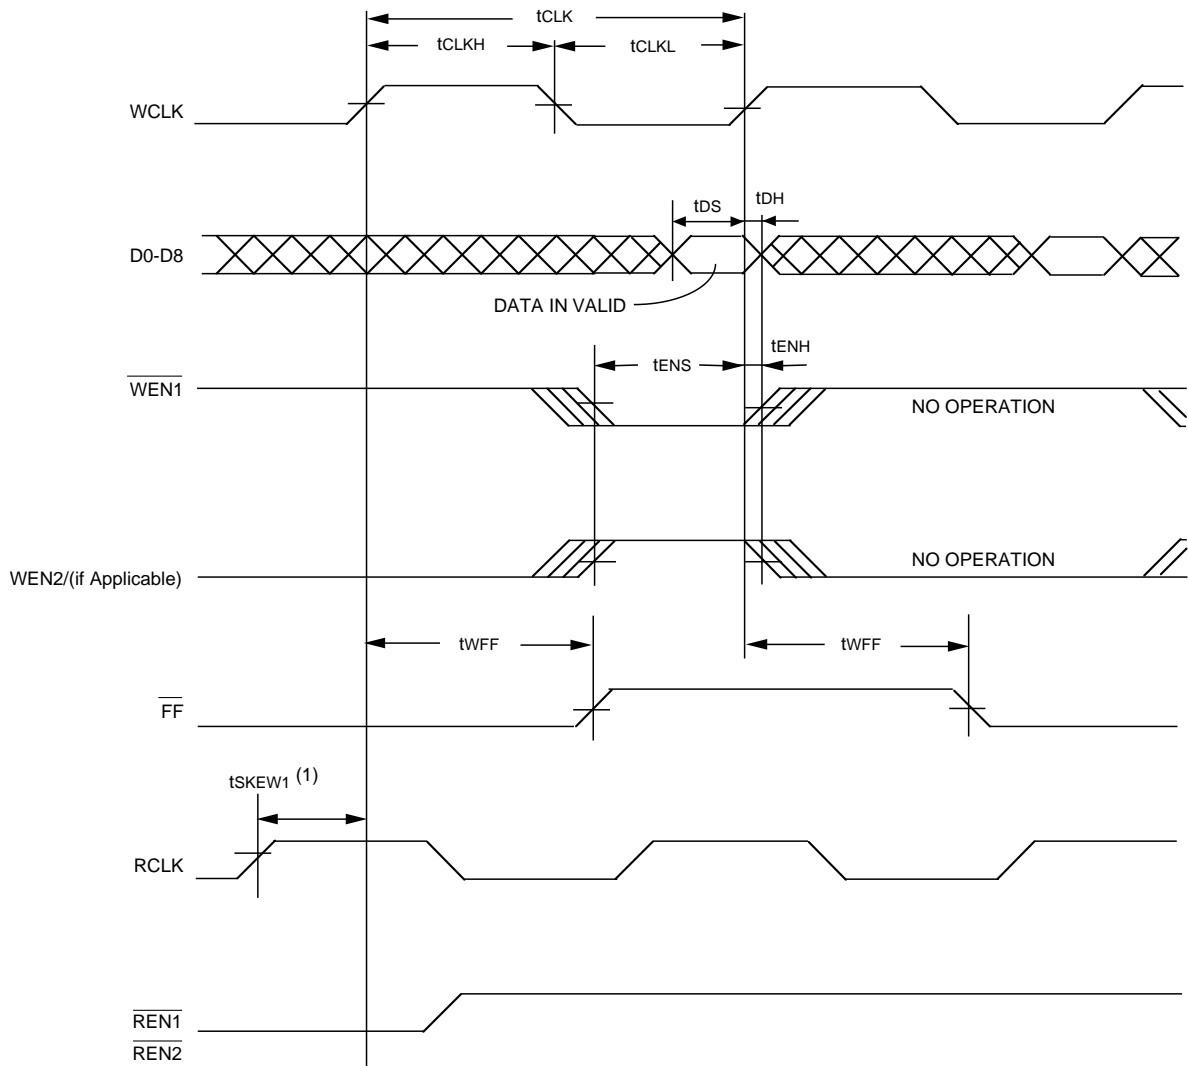 tCLK
tCLKH
tCLKL
WCLK
tDS
tDH
D0-D8
DATA IN VALID
tENS
tENH
WEN1
NO OPERATION
WEN2/(if Applicable)
NO OPERATION
tWFF
tWFF
FF
tSKEW1 (1)
RCLK
REN1
REN2